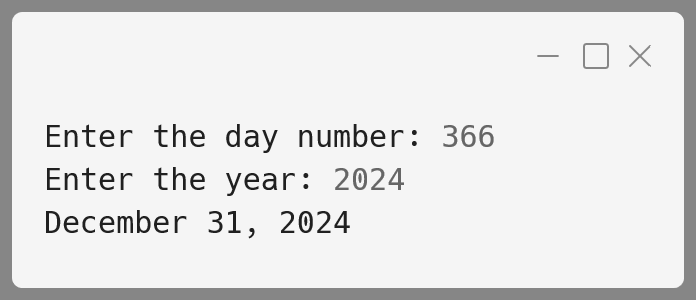 Enter the day number: 366
Enter the year: 2024
December 31, 2024